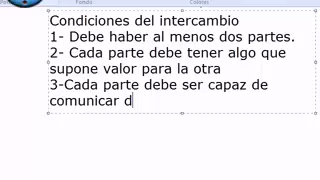 Condiciones del intercambio
1- Debe haber al menos dos partes.
2- Cada parte debe tener algo que
supone valor para la otra
3-Cada parte debe ser capaz de
comunicar d